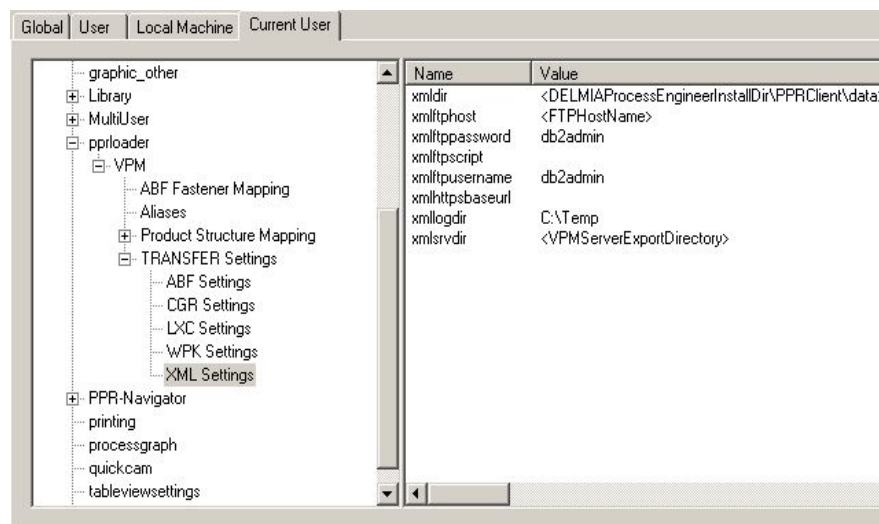 Global User Local Machine Current User
graphic_other
Library
MultiUser
pprloader
VPM
ABF Fastener Mapping
Aliases
Product Structure Mapping
TRANSFER Settings
ABF Settings
CGR Settings
LXC Settings
WPK Settings
XML Settings
PPR-Navigator
printing
processgraph
quickcam
tableviewsettings
Name Value
xmldir <DELMIAProcessEngineerInstallDir\PPRClient\data
xmlftphost <FTPHostName>
xmlftppassword db2admin
xmlftpscript
xmlftpusername db2admin
xmlhttpsbaseurl
xmllogdir C:\Temp
xmlsrvdir <VPMServerExportDirectory>